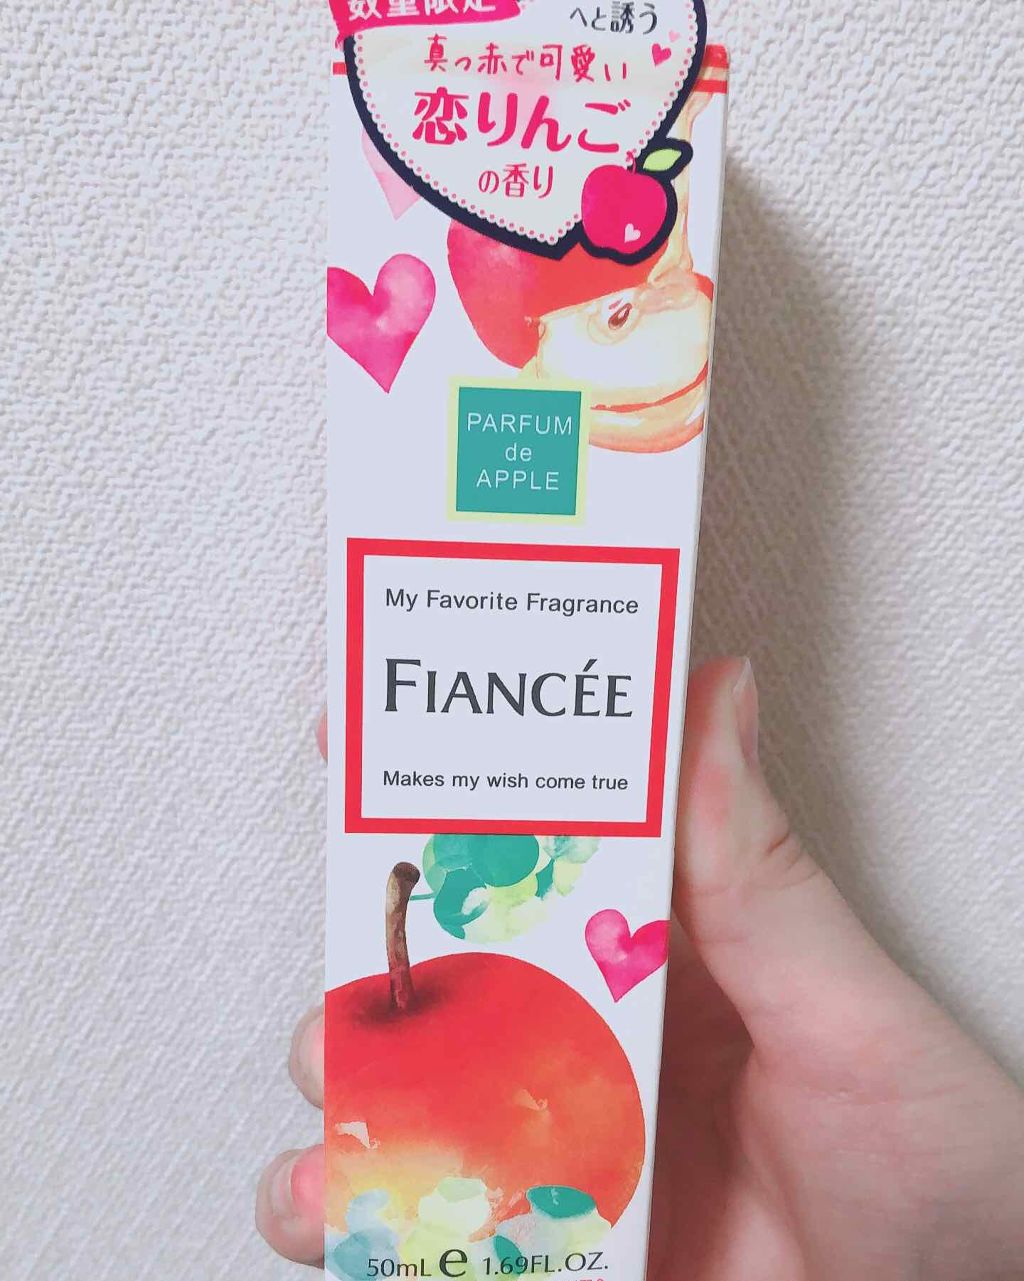 数量限定
へと誘う
真っ赤で可愛い
恋りんご
の香り
PARFUM
de
APPLE
My Favorite Fragrance
FIANCÉE
Makes my wish come true
50mL e 1.69FL.OZ.